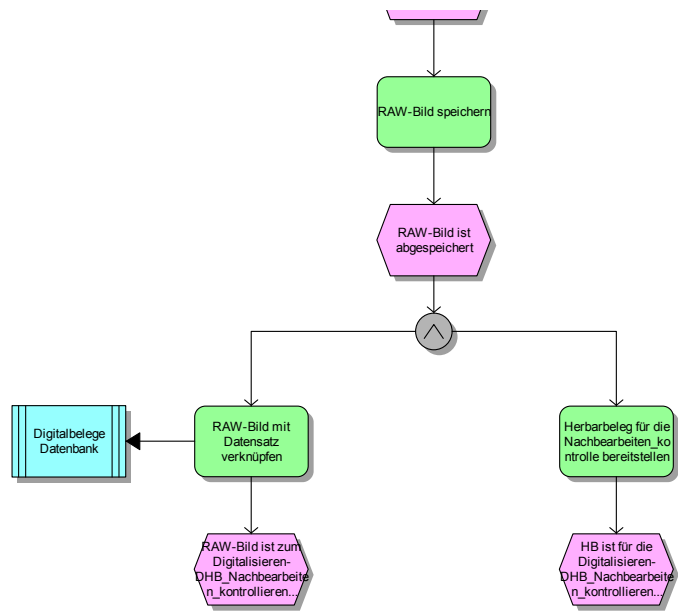 RAW-Bild speichern
RAW-Bild ist
abgespeichert
Digitalbelege
Datenbank
RAW-Bild mit
Datensatz
verknüpfen
Herbarbeleg für die
Nachbearbeiten_ko
ntrolle bereitstellen
RAW-Bild ist zum
Digitalisieren-
DHB_Nachbearbeite
n_kontrollieren...
HB ist für die
Digitalisieren-
DHB_Nachbearbeite
n_kontrollieren...